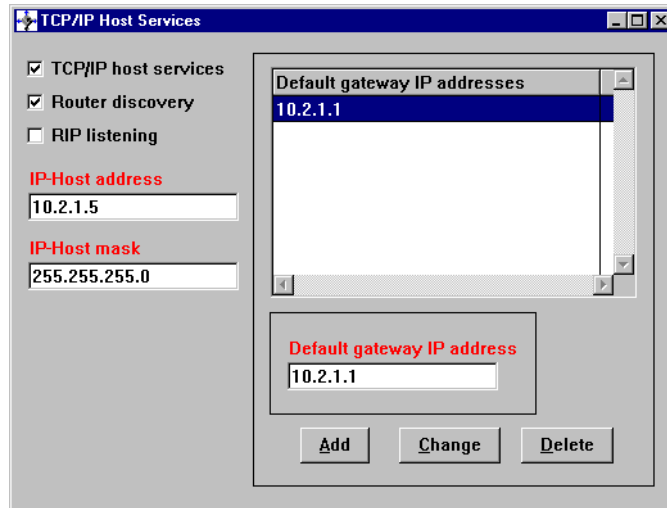 TCP/IP Host Services
TCP/IP host services
Router discovery
RIP listening
IP-Host address
10.2.1.5
IP-Host mask
255.255.255.0
Default gateway IP addresses
10.2.1.1
Default gateway IP address
10.2.1.1
Add
Change
Delete